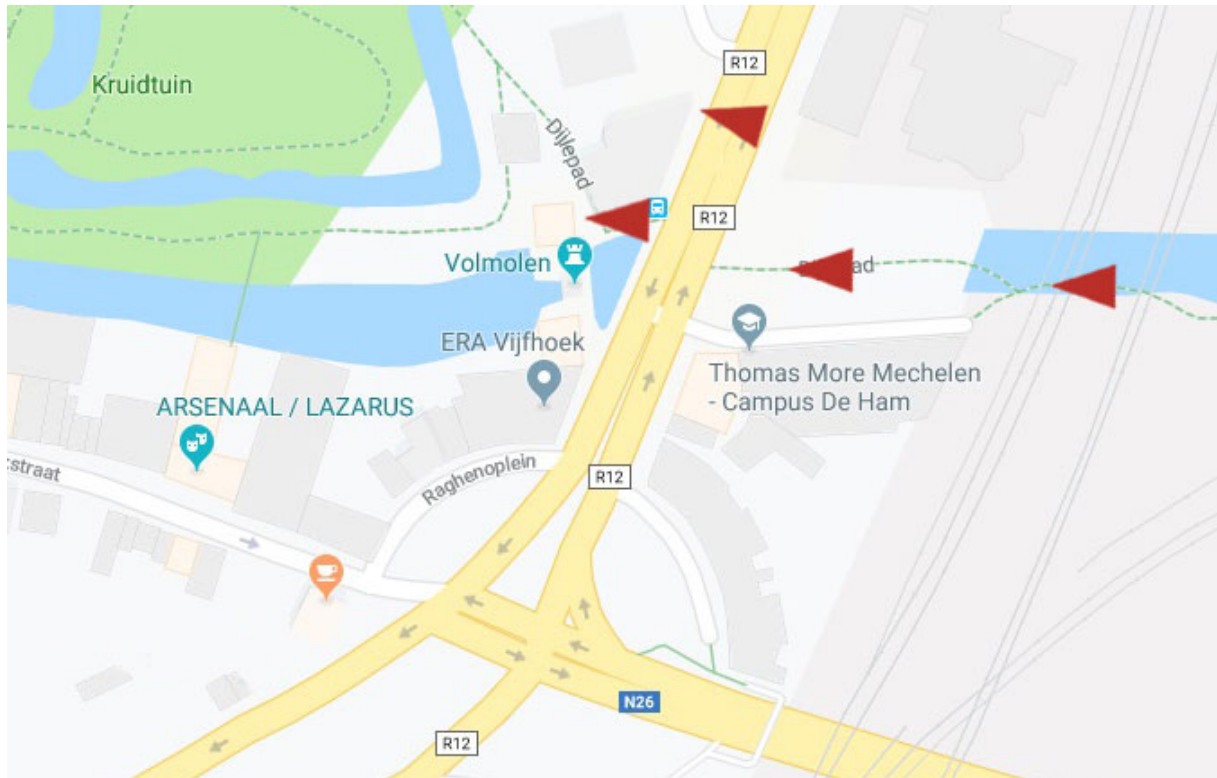 R12
Kruidtuin
Dijlepad
R12
Volmolen
ERA Vijfhoek
Thomas More Mechelen
- Campus De Ham
ARSENAAL / LAZARUS
Raghenoplein
R12
N26
R12